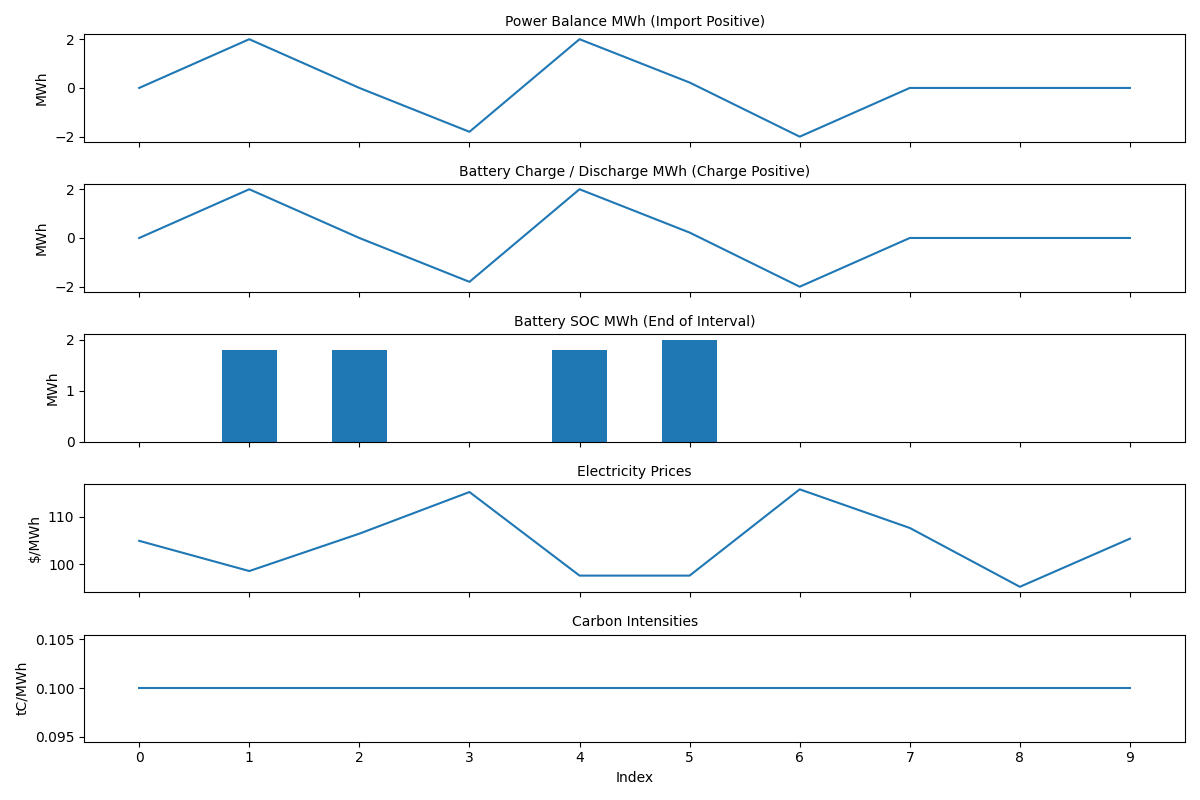 Power Balance MWh (Import Positive)
2
0
−2
MWh
Battery Charge / Discharge MWh (Charge Positive)
2
0
−2
MWh
Battery SOC MWh (End of Interval)
2
1
0
MWh
Electricity Prices
110
100
$/MWh
Carbon Intensities
0.105
0.100
0.095
tC/MWh
0 1 2 3 4 5 6 7 8 9
Index